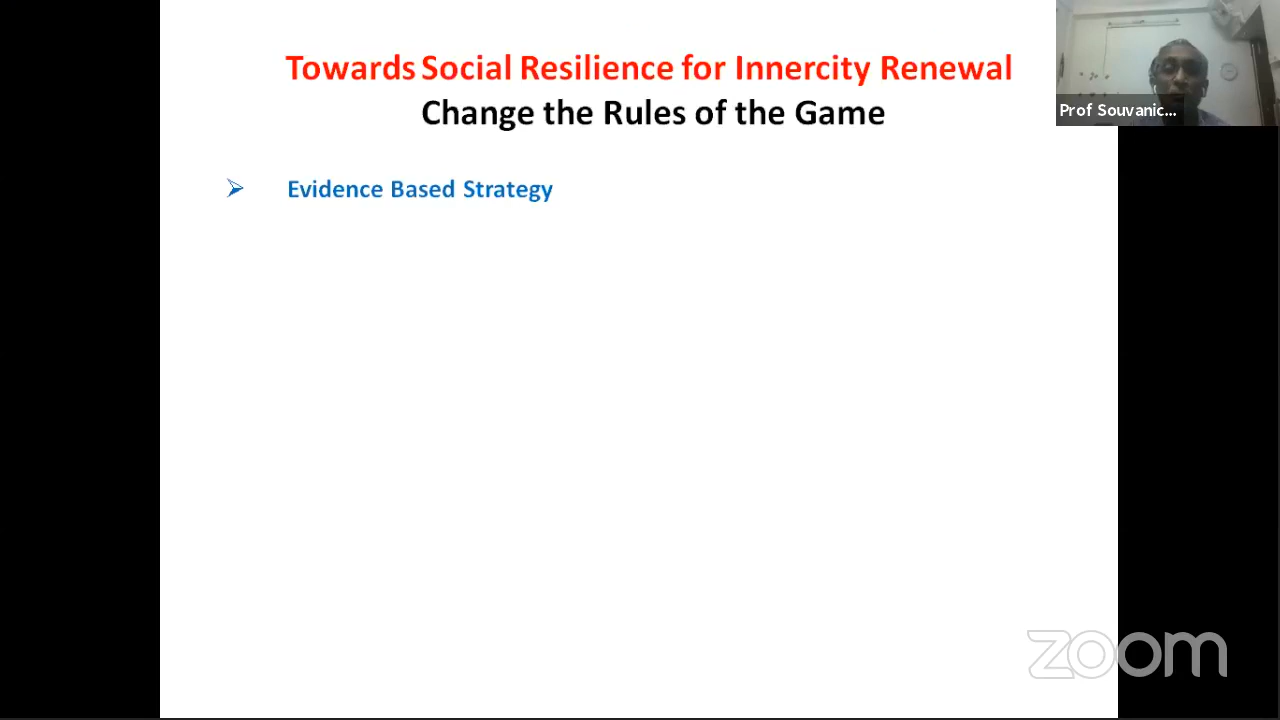 Towards Social Resilience for Innercity Renewal
Change the Rules of the Game
Prof Souvanic...
Evidence Based Strategy
zoom